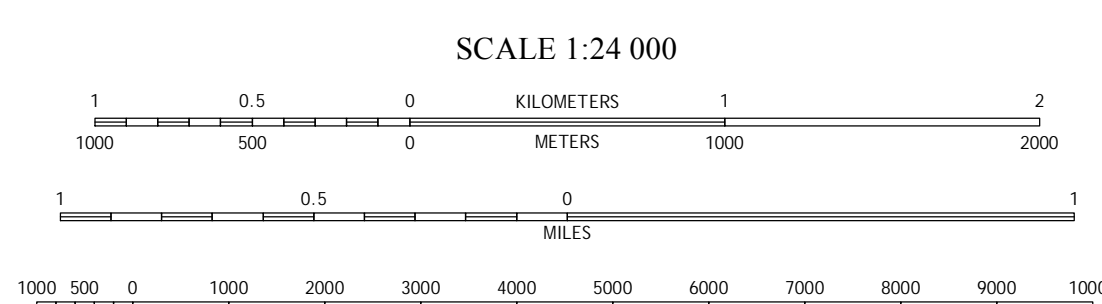 SCALE 1:24 000
1 0.5 0 KILOMETERS 1 2
1000 500 0 METERS 1000 2000
1 0.5 0 1
MILES
1000 500 0 1000 2000 3000 4000 5000 6000 7000 8000 9000